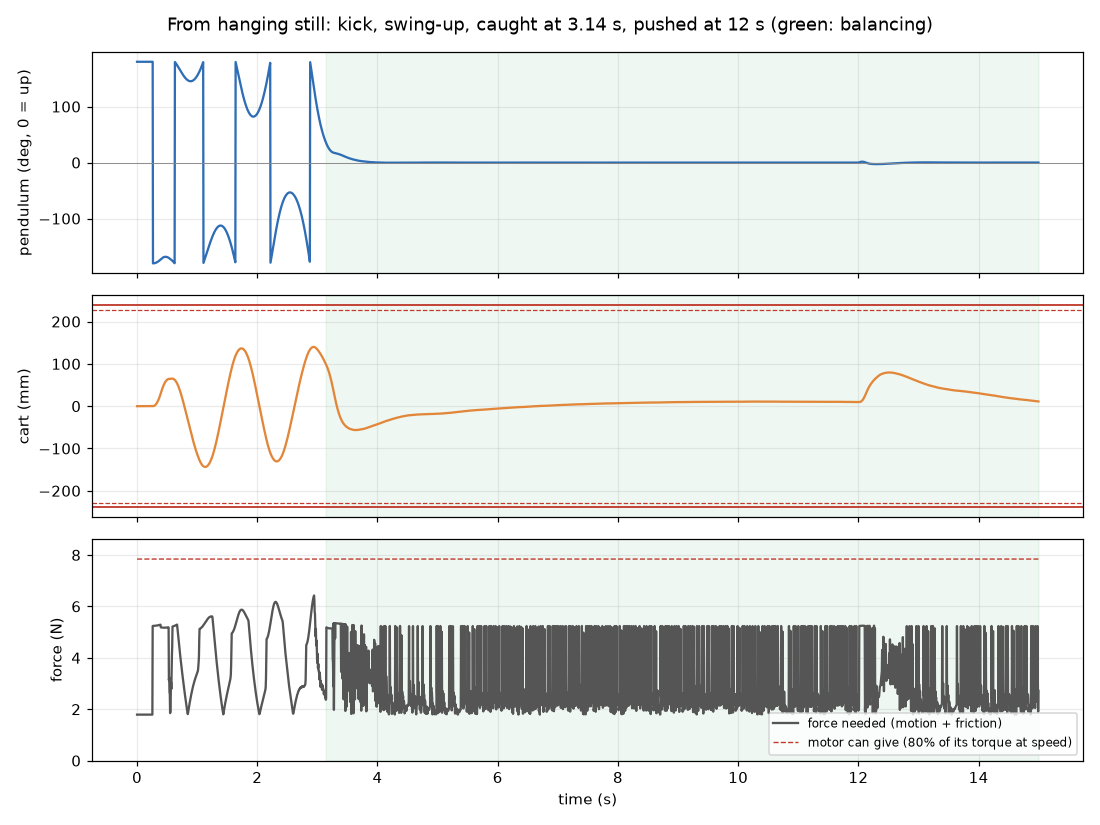 From hanging still: kick, swing-up, caught at 3.14 s, pushed at 12 s (green: balancing)
pendulum (deg, 0 = up)
100
0
−100
cart (mm)
200
100
0
−100
−200
force (N)
8
6
4
2
0
force needed (motion + friction)
motor can give (80% of its torque at speed)
0 2 4 6 8 10 12 14
time (s)